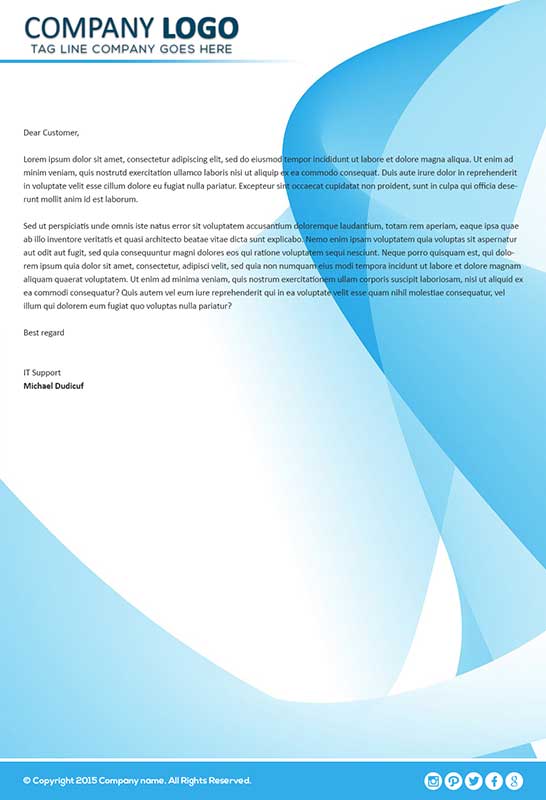 COMPANY LOGO
TAG LINE COMPANY GOES HERE
Dear Customer,
Lorem ipsum dolor sit amet, consectetur adipiscing elit, sed do eiusmod tempor incididunt ut labore et dolore magna aliqua. Ut enim ad
minim veniam, quis nostrutd exercitation ullamco laboris nisi ut aliquip ex ea commodo consequat. Duis aute irure dolor in reprehenderit
in voluptate velit esse cillum dolore eu fugiat nulla pariatur. Excepteur sint occaecat cupidatat non proident, sunt in culpa qui officia dese-
runt mollit anim id est laborum.
Sed ut perspiciatis unde omnis iste natus error sit voluptatem accusantium doloremque laudantium, totam rem aperiam, eaque ipsa quae
ab illo inventore veritatis et quasi architecto beatae vitae dicta sunt explicabo. Nemo enim ipsam voluptatem quia voluptas sit aspernatur
aut odit aut fugit, sed quia consequuntur magni dolores eos qui ratione voluptatem sequi nesciunt. Neque porro quisquam est, qui dolo-
rem ipsum quia dolor sit amet, consectetur, adipisci velit, sed quia non numquam eius modi tempora incidunt ut labore et dolore magnam
aliquam quaerat voluptatem. Ut enim ad minima veniam, quis nostrum exercitationem ullam corporis suscipit laboriosam, nisi ut aliquid ex
ea commodi consequatur? Quis autem vel eum iure reprehenderit qui in ea voluptate velit esse quam nihil molestiae consequatur, vel
illum qui dolorem eum fugiat quo voluptas nulla pariatur?
Best regard
IT Support
Michael Dudicuf
© Copyright 2015 Company name. All Rights Reserved.